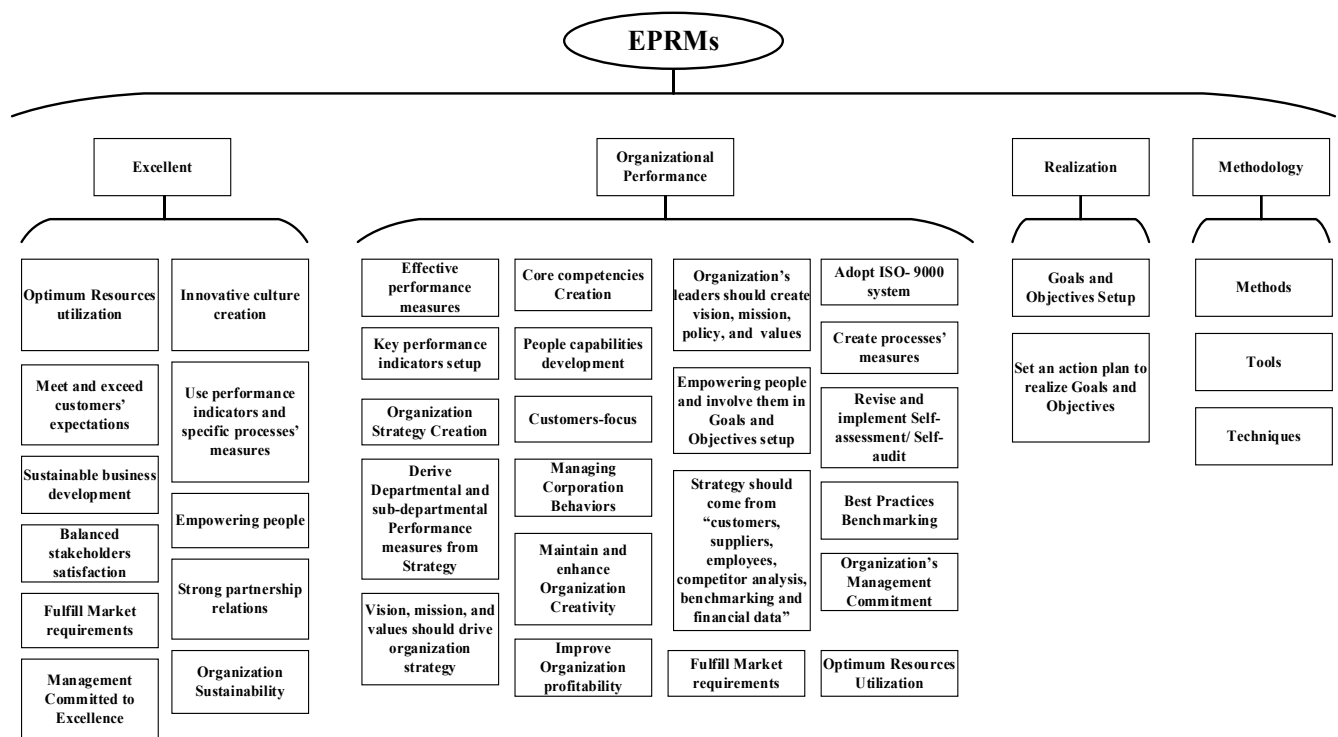 EPRMs
Excellent
Organizational
Performance
Realization
Methodology
Optimum Resources
utilization
Meet and exceed
customers’
expectations
Sustainable business
development
Balanced
stakeholders
satisfaction
Fulfill Market
requirements
Management
Committed to
Excellence
Innovative culture
creation
Use performance
indicators and
specific processes’
measures
Empowering people
Strong partnership
relations
Organization
Sustainability
Effective
performance
measures
Key performance
indicators setup
Organization
Strategy Creation
Derive
Departmental and
sub-departmental
Performance
measures from
Strategy
Vision, mission, and
values should drive
organization
strategy
Core competencies
Creation
People capabilities
development
Customers-focus
Managing
Corporation
Behaviors
Maintain and
enhance
Organization
Creativity
Improve
Organization
profitability
Organization’s
leaders should create
vision, mission,
policy, and values
Empowering people
and involve them in
Goals and
Objectives setup
Strategy should
come from
“customers,
suppliers,
employees,
competitor analysis,
benchmarking and
financial data”
Fulfill Market
requirements
Adopt ISO- 9000
system
Create processes’
measures
Revise and
implement Self-
assessment/ Self-
audit
Best Practices
Benchmarking
Organization’s
Management
Commitment
Optimum Resources
Utilization
Goals and
Objectives Setup
Set an action plan to
realize Goals and
Objectives
Methods
Tools
Techniques